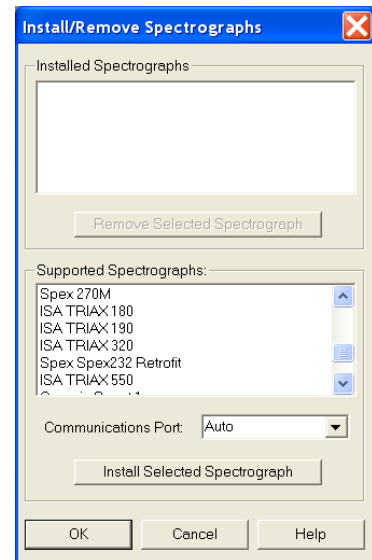 Install/Remove Spectrographs
Installed Spectrographs
Remove Selected Spectrograph
Supported Spectrographs:
Spex 270M
ISA TRIAX 180
ISA TRIAX 190
ISA TRIAX 320
Spex Spex232 Retrofit
ISA TRIAX 550
Communications Port: Auto
Install Selected Spectrograph
OK Cancel Help